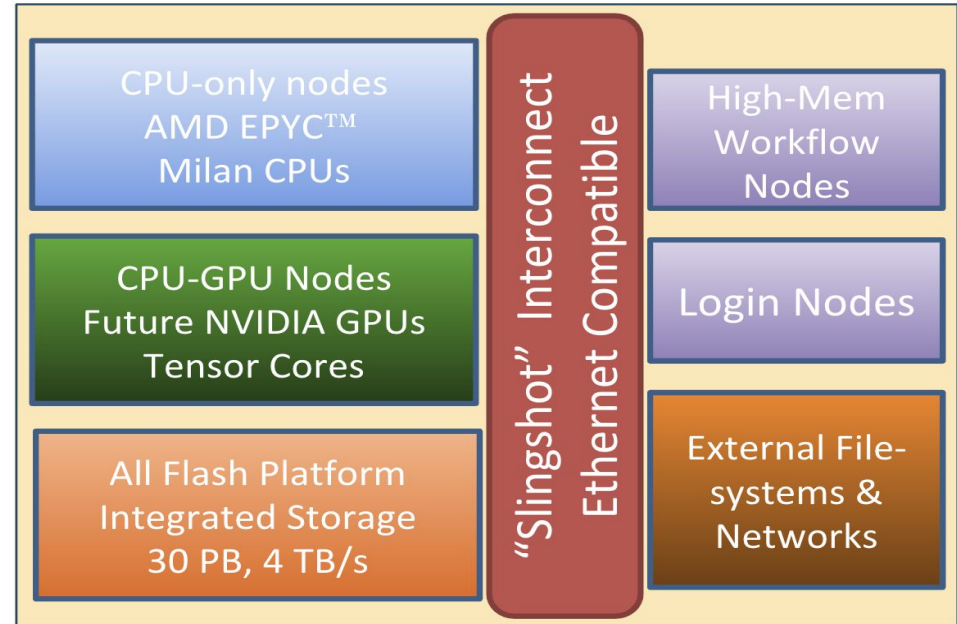 CPU-only nodes
AMD EPYC™
Milan CPUs
CPU-GPU Nodes
Future NVIDIA GPUs
Tensor Cores
All Flash Platform
Integrated Storage
30 PB, 4 TB/s
“Slingshot” Interconnect
Ethernet Compatible
High-Mem
Workflow
Nodes
Login Nodes
External File-
systems &
Networks